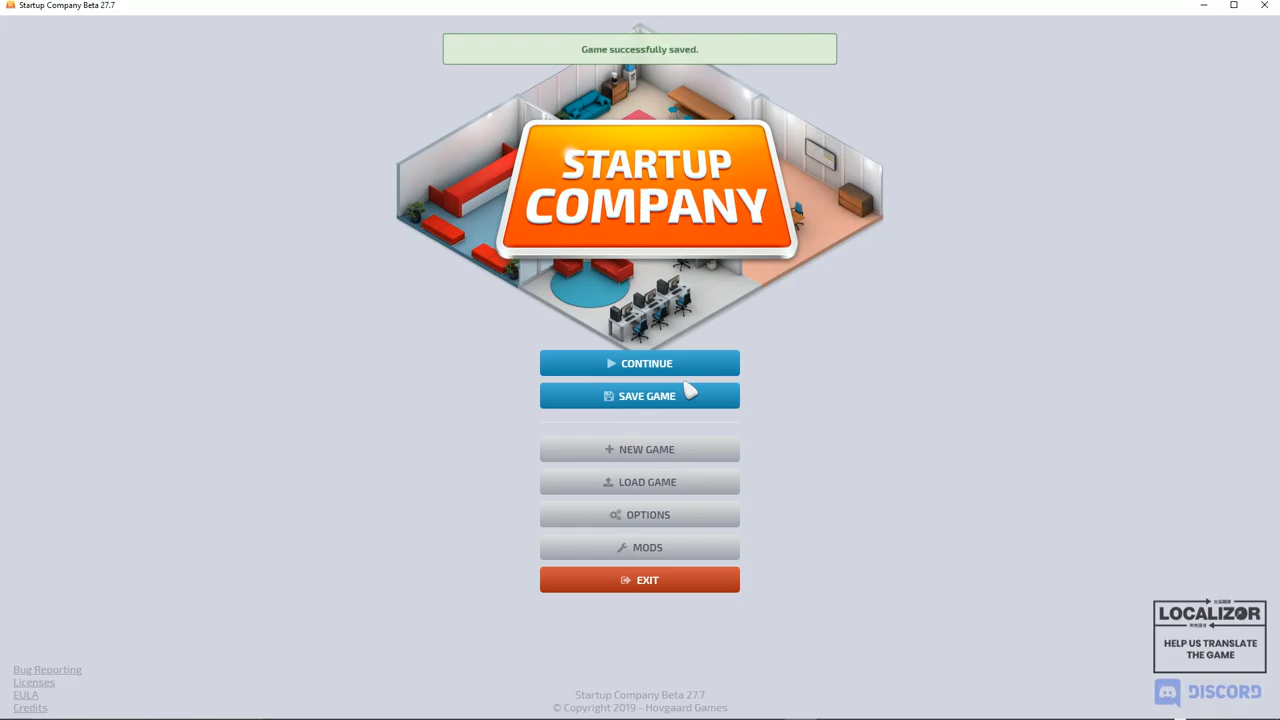 Startup Company Beta 27.7
Game successfully saved.
STARTUP
COMPANY
CONTINUE
SAVE GAME
NEW GAME
LOAD GAME
OPTIONS
MODS
EXIT
LOCALIZOR
HELP US TRANSLATE
THE GAME
DISCORD
Bug Reporting
Licenses
EULA
Credits
Startup Company Beta 27.7
© Copyright 2019 - Hovgaard Games